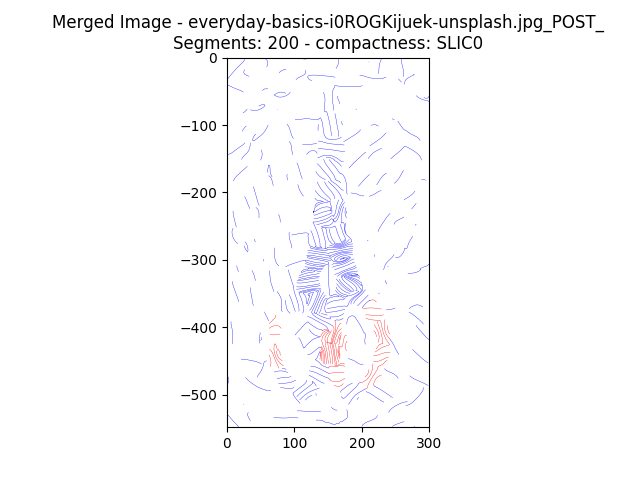 Merged Image - everyday-basics-i0ROGKijuek-unsplash.jpg_POST_
Segments: 200 - compactness: SLIC0
0
−100
−200
−300
−400
−500
0 100 200 300